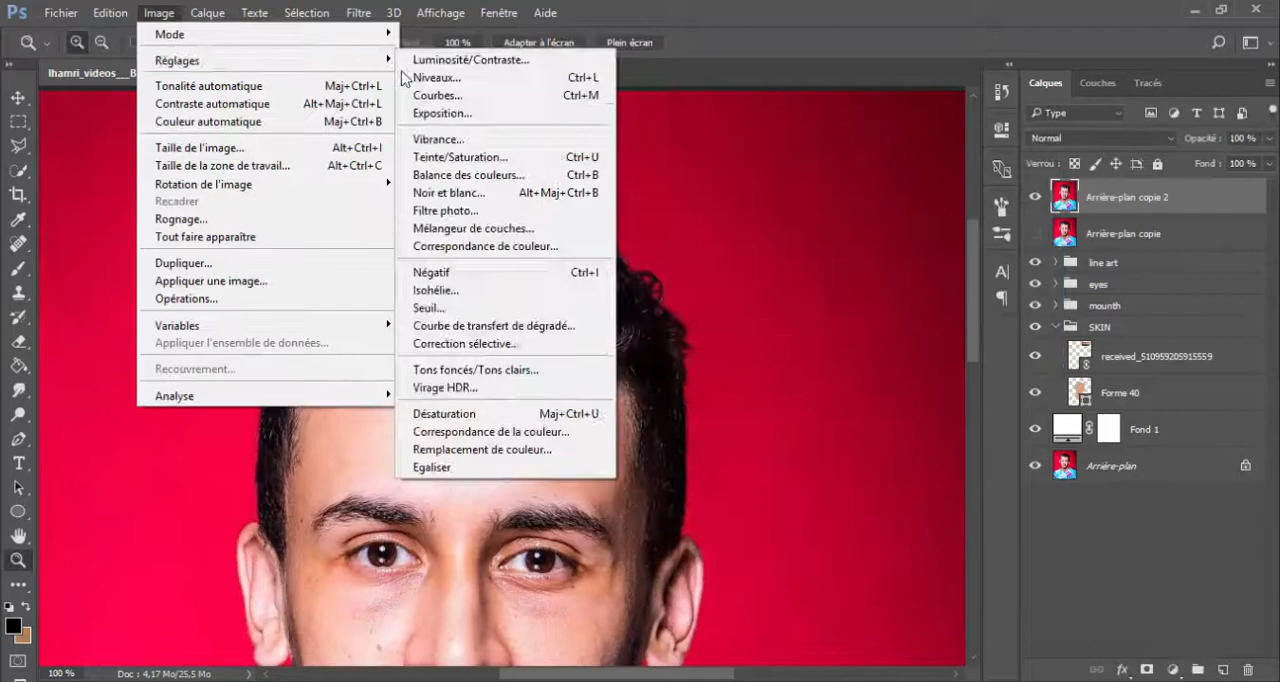 Ps Fichier Edition Image Calque Texte Sélection Filtre 3D Affichage Fenêtre Aide
100 % Adapter à l'écran Plein écran
lhamri_videos__B
Mode
Réglages
Tonalité automatique Maj+Ctrl+L
Contraste automatique Alt+Maj+Ctrl+L
Couleur automatique Maj+Ctrl+B
Taille de l'image... Alt+Ctrl+I
Taille de la zone de travail... Alt+Ctrl+C
Rotation de l'image
Recadrer
Rognage...
Tout faire apparaître
Dupliquer...
Appliquer une image...
Opérations...
Variables
Appliquer l'ensemble de données...
Recouvrement...
Analyse
Luminosité/Contraste...
Niveaux... Ctrl+L
Courbes... Ctrl+M
Exposition...
Vibrance...
Teinte/Saturation... Ctrl+U
Balance des couleurs... Ctrl+B
Noir et blanc... Alt+Maj+Ctrl+B
Filtre photo...
Mélangeur de couches...
Correspondance de couleur...
Négatif Ctrl+I
Isohélie...
Seuil...
Courbe de transfert de dégradé...
Correction sélective...
Tons foncés/Tons clairs...
Virage HDR...
Désaturation Maj+Ctrl+U
Correspondance de la couleur...
Remplacement de couleur...
Egaliser
Calques Couches Tracés
Type
Normal Opacité : 100 %
Verrou : Fond : 100 %
Arrière-plan copie 2
Arrière-plan copie
line art
eyes
mounth
SKIN
received_510959205915559
Forme 40
Fond 1
Arrière-plan
100 % Doc : 4,17 Mo/25,5 Mo